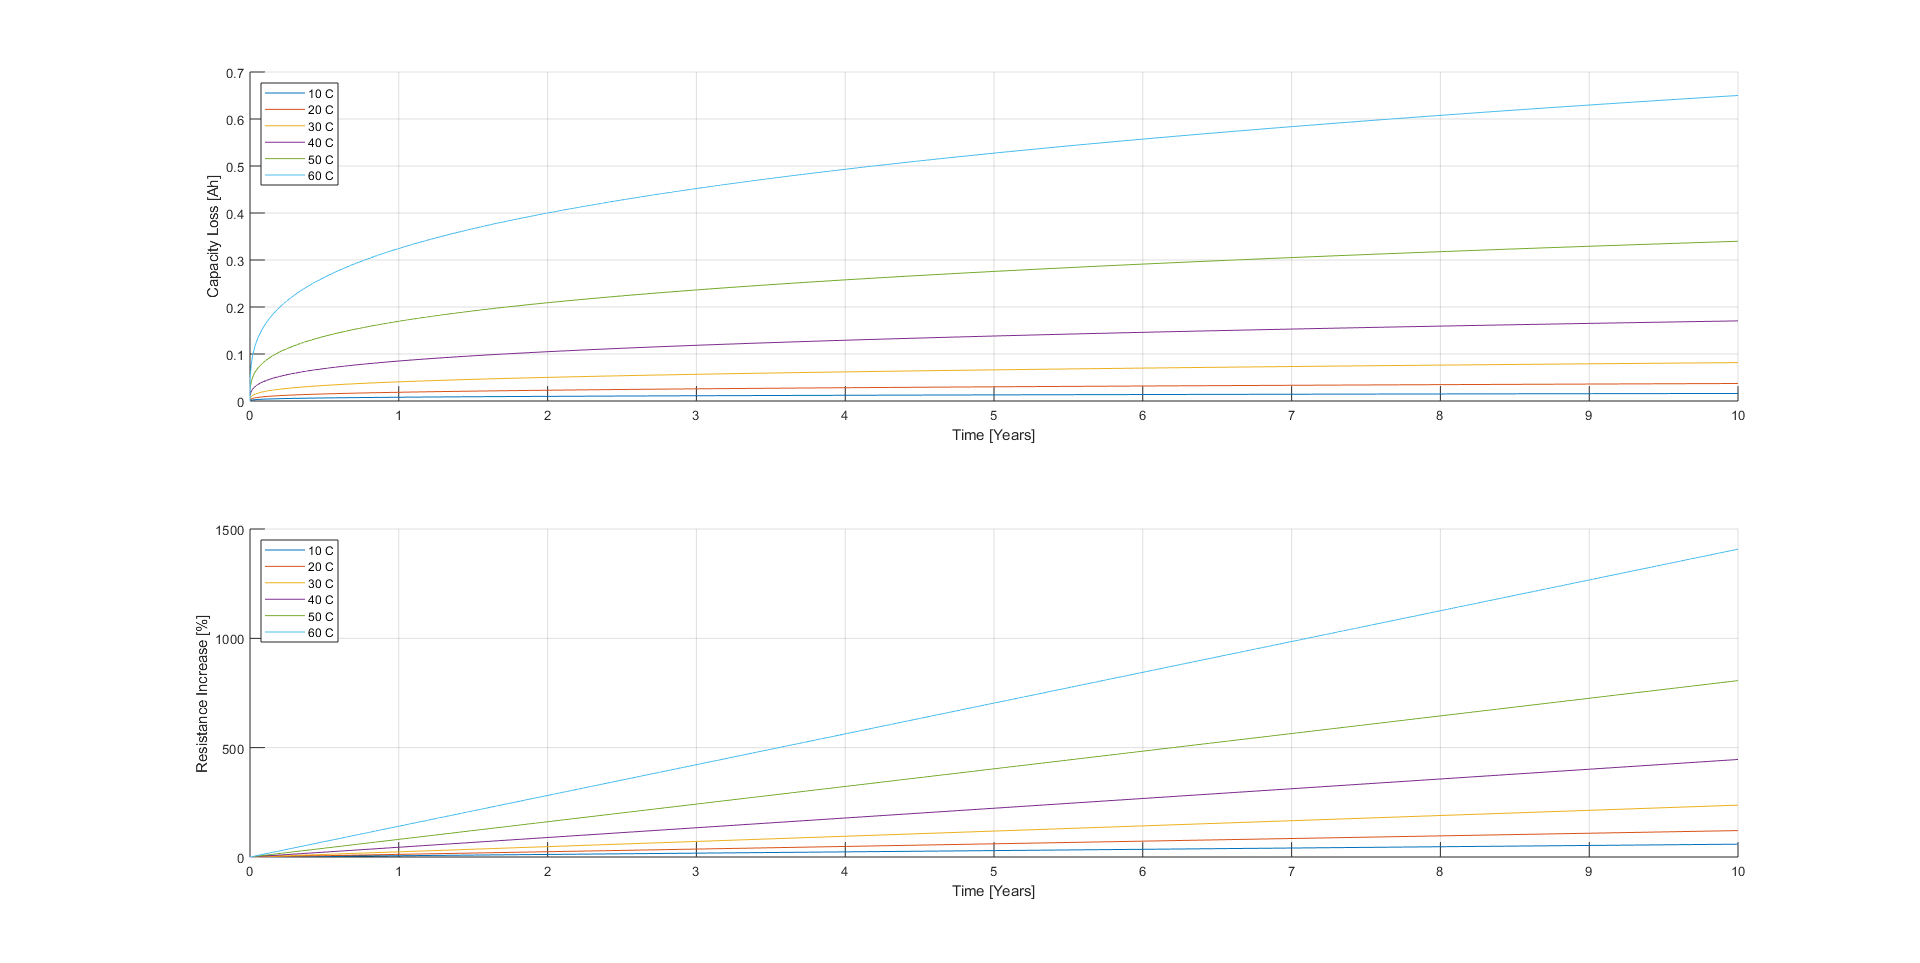 0.7
0.6
0.5
0.4
0.3
0.2
0.1
0
Capacity Loss [Ah]
10 C
20 C
30 C
40 C
50 C
60 C
0 1 2 3 4 5 6 7 8 9 10
Time [Years]
1500
1000
500
0
Resistance Increase [%]
10 C
20 C
30 C
40 C
50 C
60 C
0 1 2 3 4 5 6 7 8 9 10
Time [Years]